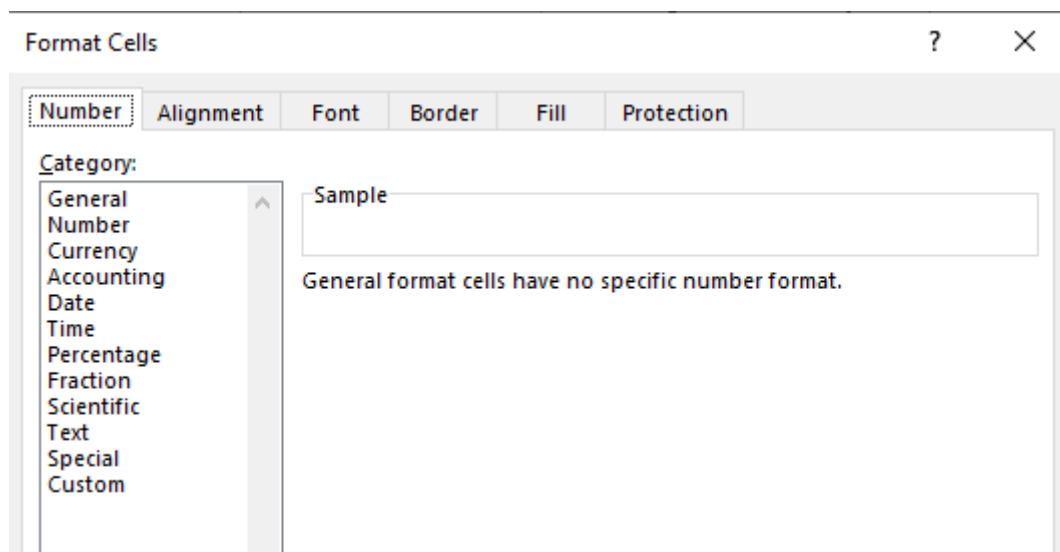 Format Cells ? X
Number Alignment Font Border Fill Protection
Category:
General
Number
Currency
Accounting
Date
Time
Percentage
Fraction
Scientific
Text
Special
Custom
Sample
General format cells have no specific number format.